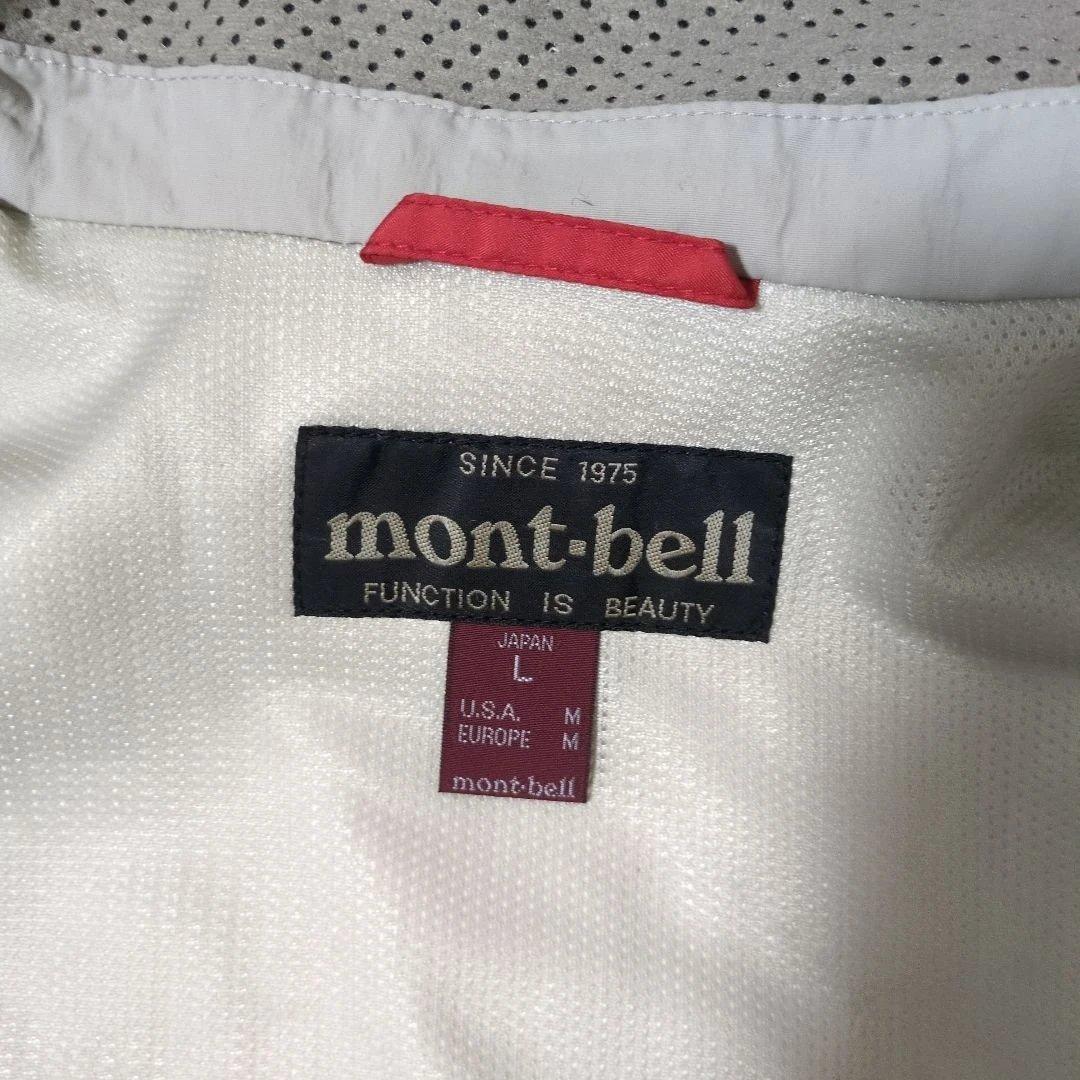 SINCE 1975
mont-bell
FUNCTION IS BEAUTY
JAPAN
L
U.S.A. M
EUROPE M
mont-bell